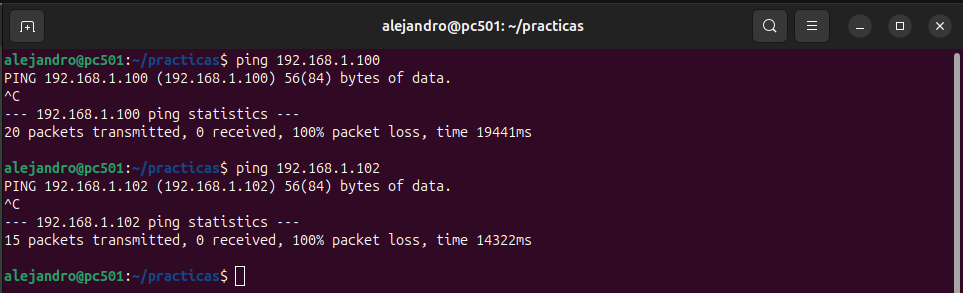 alejandro@pc501: ~/practicas
alejandro@pc501:~/practicas$ ping 192.168.1.100
PING 192.168.1.100 (192.168.1.100) 56(84) bytes of data.
^C
--- 192.168.1.100 ping statistics ---
20 packets transmitted, 0 received, 100% packet loss, time 19441ms
alejandro@pc501:~/practicas$ ping 192.168.1.102
PING 192.168.1.102 (192.168.1.102) 56(84) bytes of data.
^C
--- 192.168.1.102 ping statistics ---
15 packets transmitted, 0 received, 100% packet loss, time 14322ms
alejandro@pc501:~/practicas$